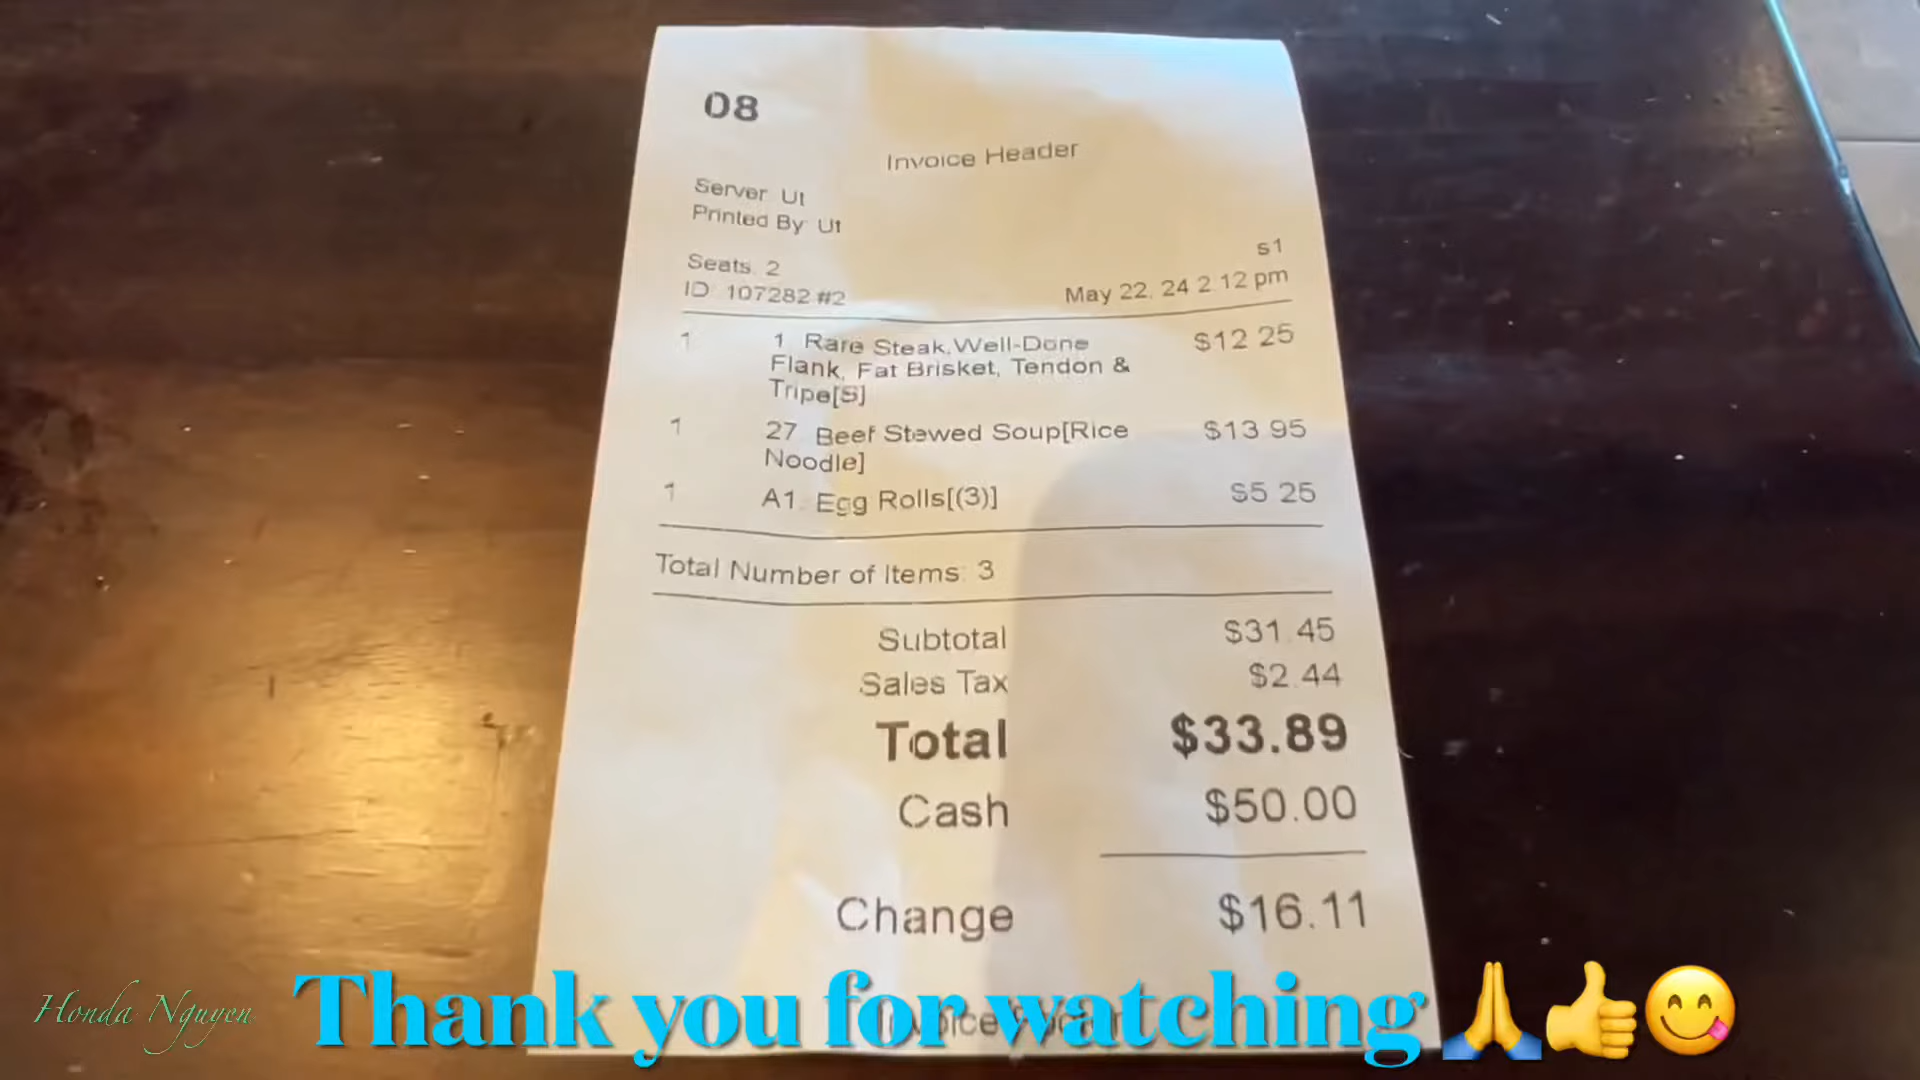 08
Invoice Header
Server: Ut
Printed By: Ut
s1
Seats: 2
ID: 107282 #2
May 22, 24 2:12 pm
1 1. Rare Steak,Well-Done $12.25
Flank, Fat Brisket, Tendon &
Tripe[S]
1 27. Beef Stewed Soup[Rice $13.95
Noodle]
1 A1. Egg Rolls[(3)] $5.25
Total Number of Items: 3
Subtotal $31.45
Sales Tax $2.44
Total $33.89
Cash $50.00
Change $16.11
Invoice Footer
Thank you for watching 🙏👍😋
Honda Nguyen